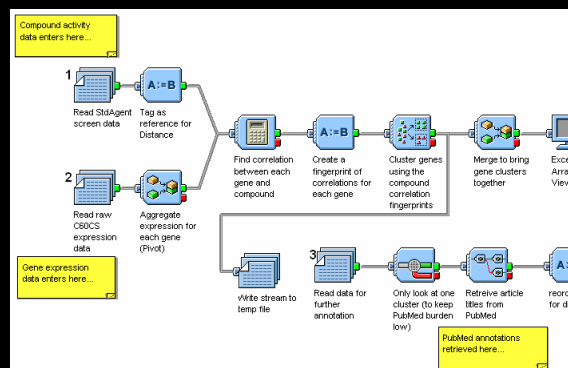 Compound activity
data enters here...
1
A:=B
Read StdAgent
screen data
Tag as
reference for
Distance
A:=B
Find correlation
between each
gene and
compound
Create a
fingerprint of
correlations for
each gene
Cluster genes
using the
compound
correlation
fingerprints
Merge to bring
gene clusters
together
Exce
Arra
View
2
Read raw
C60CS
expression
data
Aggregate
expression for
each gene
(Pivot)
Gene expression
data enters here...
Write stream to
temp file
3
Read data for
further
annotation
Only look at one
cluster (to keep
PubMed burden
low)
Retreive article
titles from
PubMed
A:
reord
for di
PubMed annotations
retrieved here...